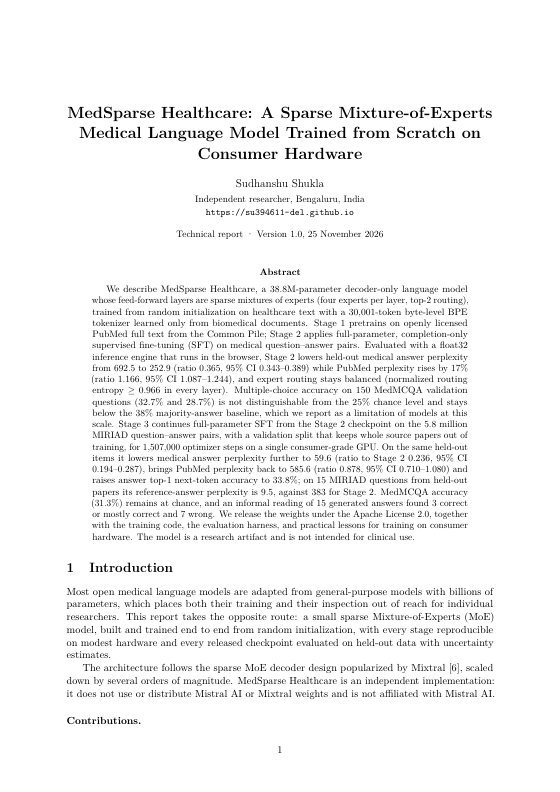 MedSparse Healthcare: A Sparse Mixture-of-Experts
Medical Language Model Trained from Scratch on
Consumer Hardware
Sudhanshu Shukla
Independent researcher, Bengaluru, India
https://su394611-del.github.io
Technical report · Version 1.0, 25 November 2026
Abstract
We describe MedSparse Healthcare, a 38.8M-parameter decoder-only language model
whose feed-forward layers are sparse mixtures of experts (four experts per layer, top-2 routing),
trained from random initialization on healthcare text with a 30,001-token byte-level BPE
tokenizer learned only from biomedical documents. Stage 1 pretrains on openly licensed
PubMed full text from the Common Pile; Stage 2 applies full-parameter, completion-only
supervised fine-tuning (SFT) on medical question–answer pairs. Evaluated with a float32
inference engine that runs in the browser, Stage 2 lowers held-out medical answer perplexity
from 692.5 to 252.9 (ratio 0.365, 95% CI 0.343–0.389) while PubMed perplexity rises by 17%
(ratio 1.166, 95% CI 1.087–1.244), and expert routing stays balanced (normalized routing
entropy ≥ 0.966 in every layer). Multiple-choice accuracy on 150 MedMCQA validation
questions (32.7% and 28.7%) is not distinguishable from the 25% chance level and stays
below the 38% majority-answer baseline, which we report as a limitation of models at this
scale. Stage 3 continues full-parameter SFT from the Stage 2 checkpoint on the 5.8 million
MIRIAD question–answer pairs, with a validation split that keeps whole source papers out of
training, for 1,507,000 optimizer steps on a single consumer-grade GPU. On the same held-out
items it lowers medical answer perplexity further to 59.6 (ratio to Stage 2 0.236, 95% CI
0.194–0.287), brings PubMed perplexity back to 585.6 (ratio 0.878, 95% CI 0.710–1.080) and
raises answer top-1 next-token accuracy to 33.8%; on 15 MIRIAD questions from held-out
papers its reference-answer perplexity is 9.5, against 383 for Stage 2. MedMCQA accuracy
(31.3%) remains at chance, and an informal reading of 15 generated answers found 3 correct
or mostly correct and 7 wrong. We release the weights under the Apache License 2.0, together
with the training code, the evaluation harness, and practical lessons for training on consumer
hardware. The model is a research artifact and is not intended for clinical use.
1 Introduction
Most open medical language models are adapted from general-purpose models with billions of
parameters, which places both their training and their inspection out of reach for individual
researchers. This report takes the opposite route: a small sparse Mixture-of-Experts (MoE)
model, built and trained end to end from random initialization, with every stage reproducible
on modest hardware and every released checkpoint evaluated on held-out data with uncertainty
estimates.
The architecture follows the sparse MoE decoder design popularized by Mixtral [6], scaled
down by several orders of magnitude. MedSparse Healthcare is an independent implementation:
it does not use or distribute Mistral AI or Mixtral weights and is not affiliated with Mistral AI.
Contributions.
1